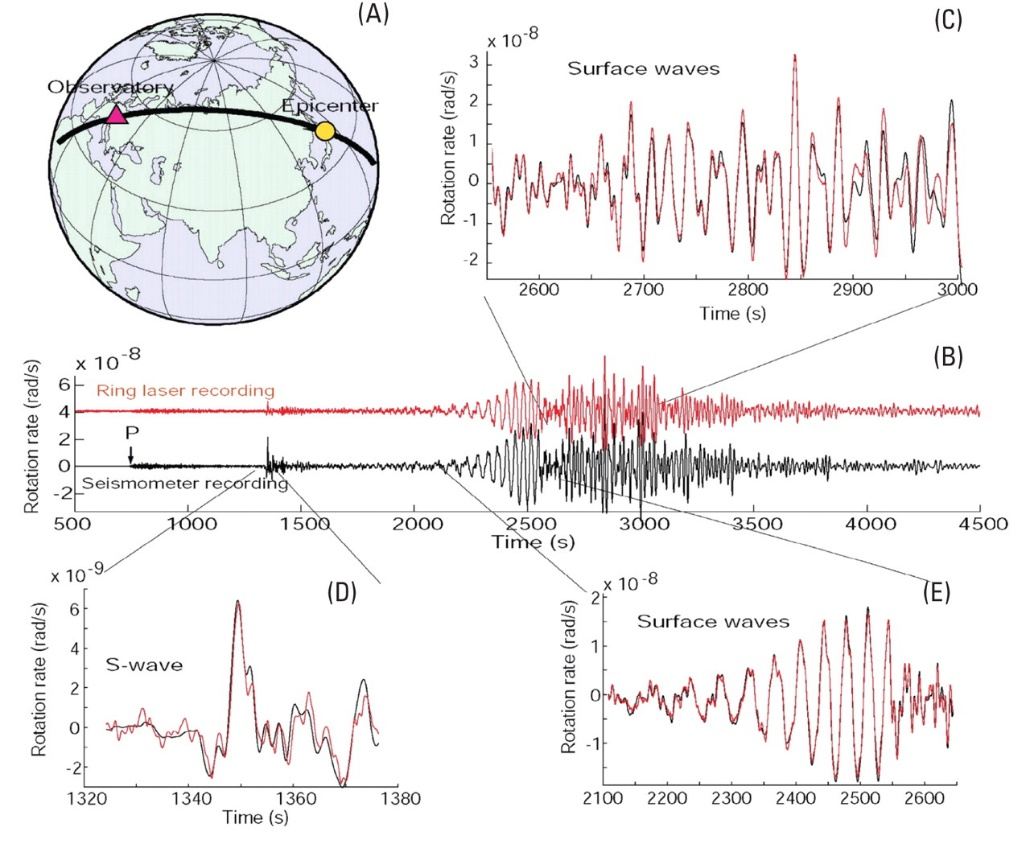 (A)
Observatory
Epicenter
(C)
x 10⁻⁸
Surface waves
Rotation rate (rad/s)
3
2
1
0
-1
-2
2600 2700 2800 2900 3000
Time (s)
(B)
x 10⁻⁸
Rotation rate (rad/s)
6
4
2
0
-2
Ring laser recording
P
Seismometer recording
500 1000 1500 2000 2500 3000 3500 4000 4500
Time (s)
(D)
x 10⁻⁹
S-wave
Rotation rate (rad/s)
6
4
2
0
-2
1320 1340 1360 1380
Time (s)
(E)
x 10⁻⁸
Surface waves
Rotation rate (rad/s)
2
1
0
-1
2100 2200 2300 2400 2500 2600